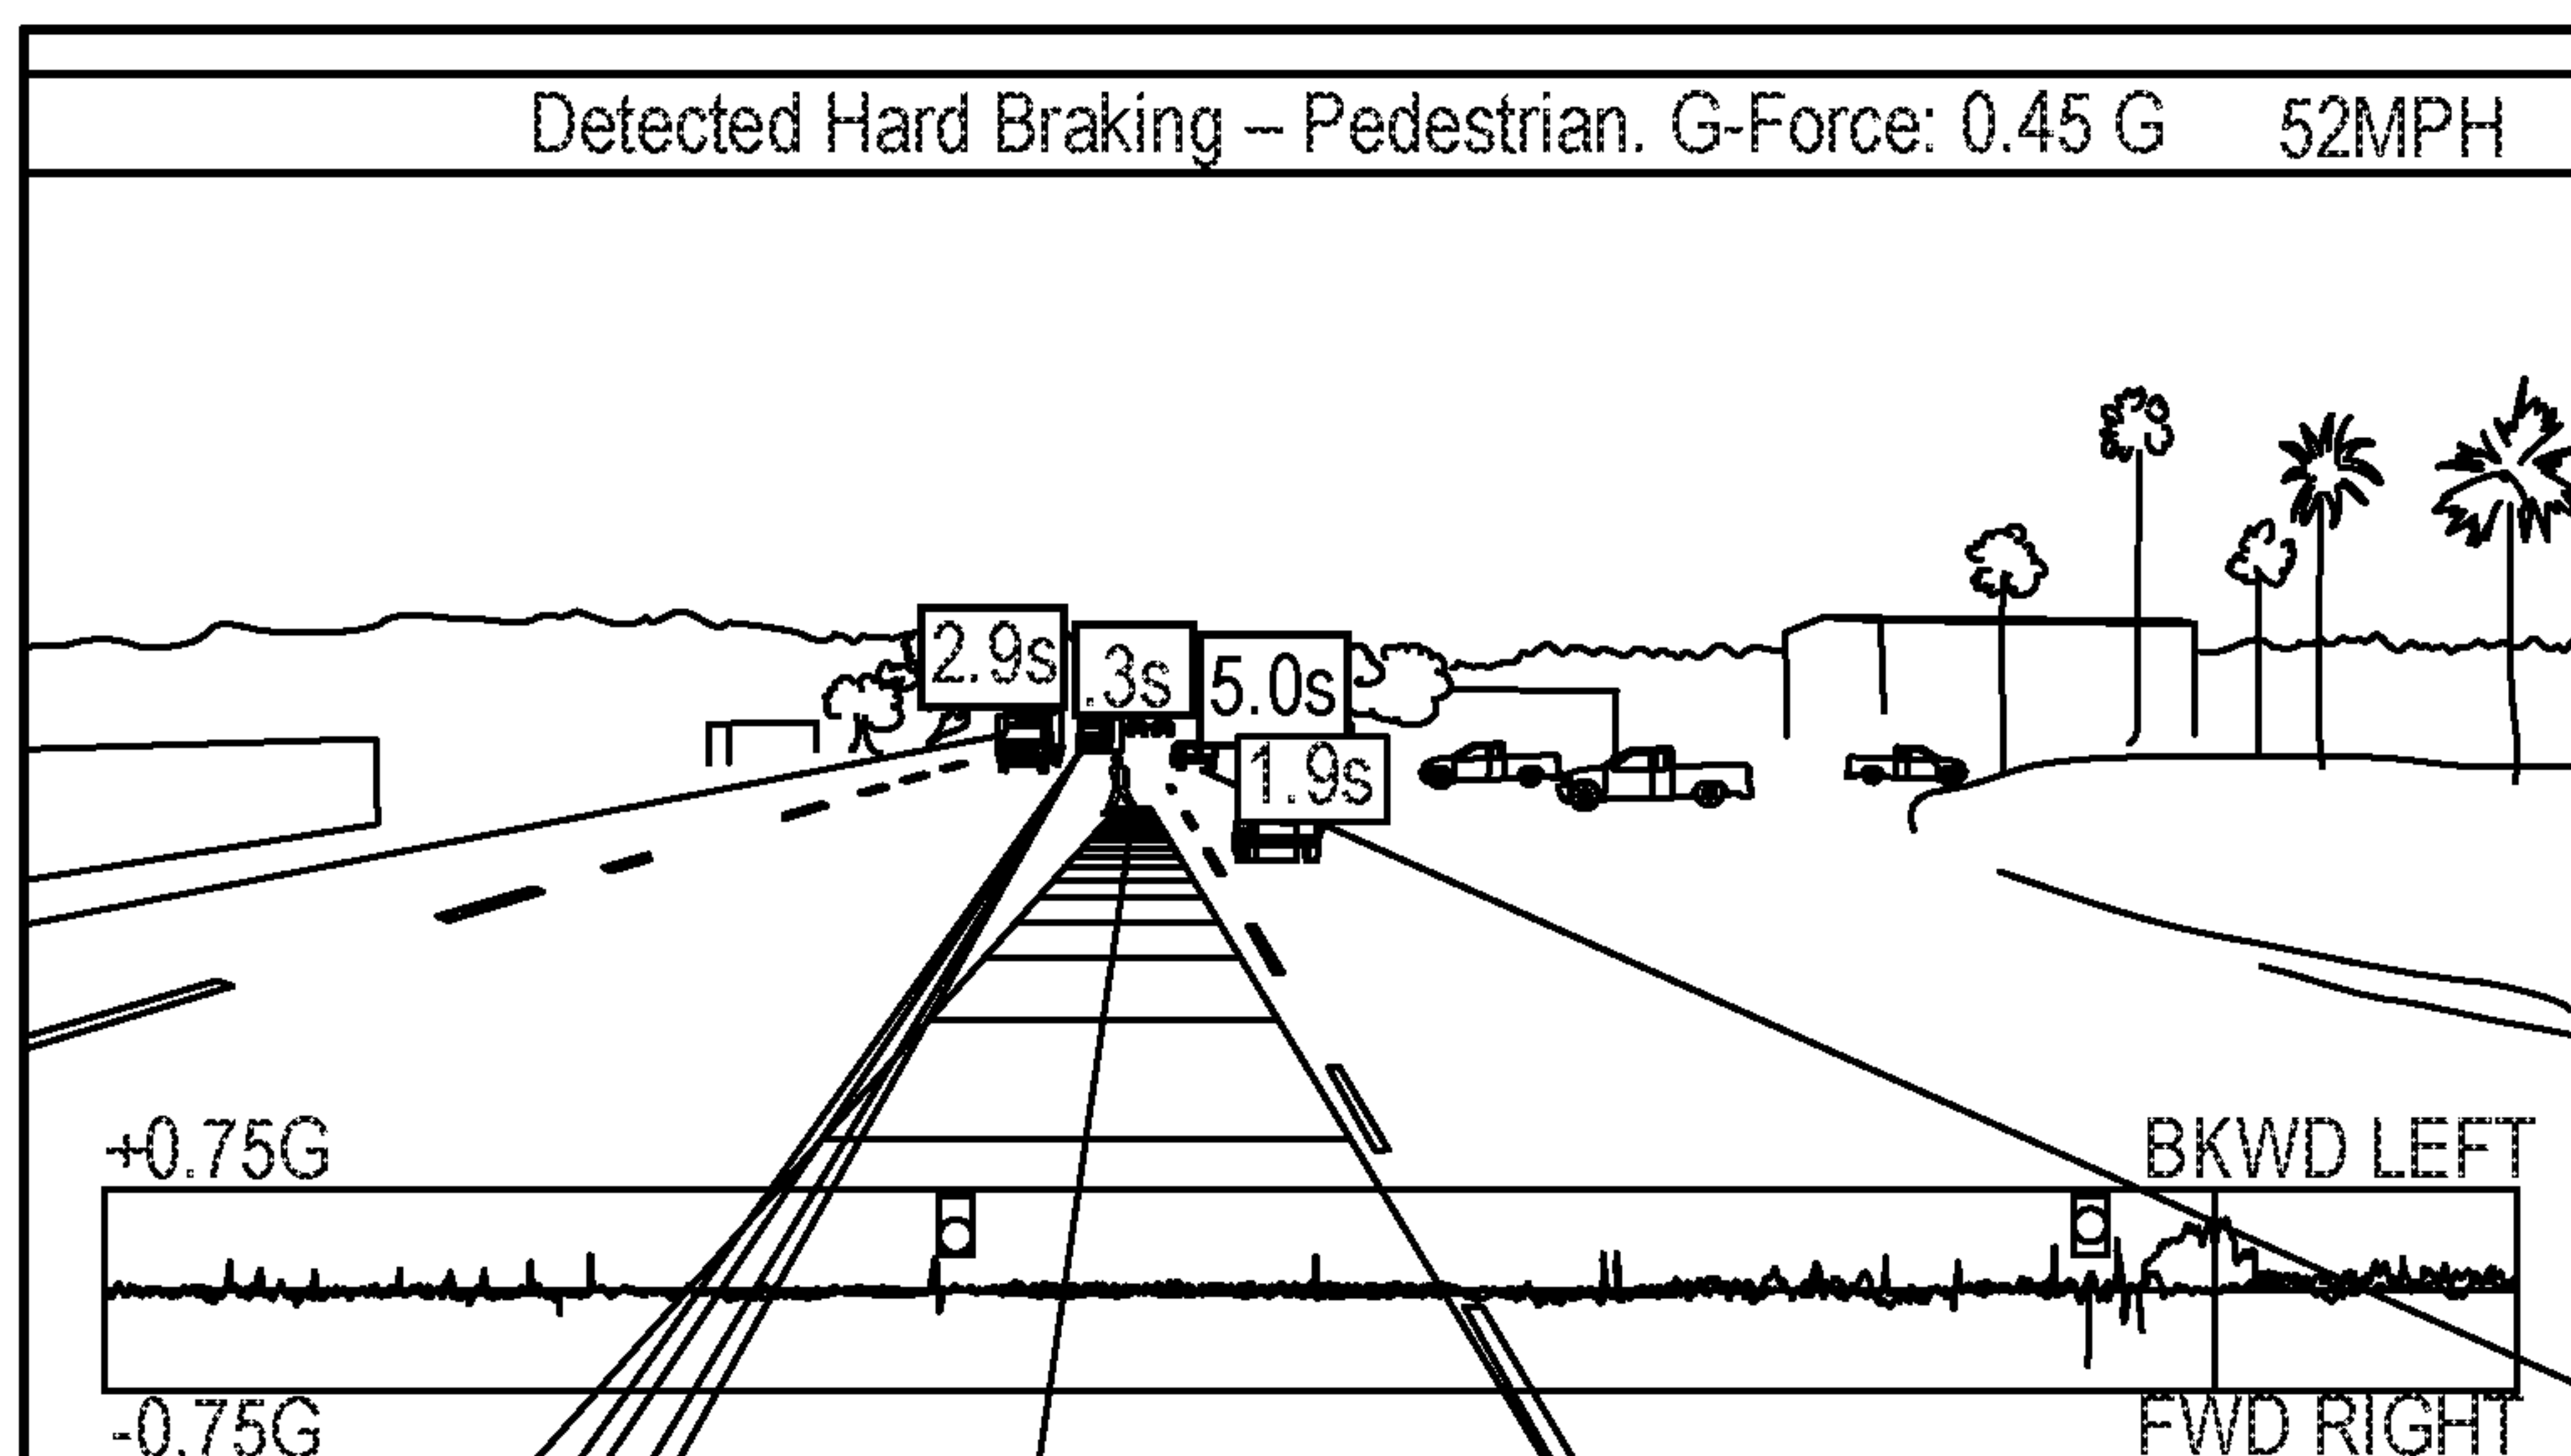 Detected Hard Braking – Pedestrian. G-Force: 0.45 G 52MPH
2.9s
.3s
5.0s
1.9s
+0.75G
BKWD LEFT
-0.75G
FWD RIGHT